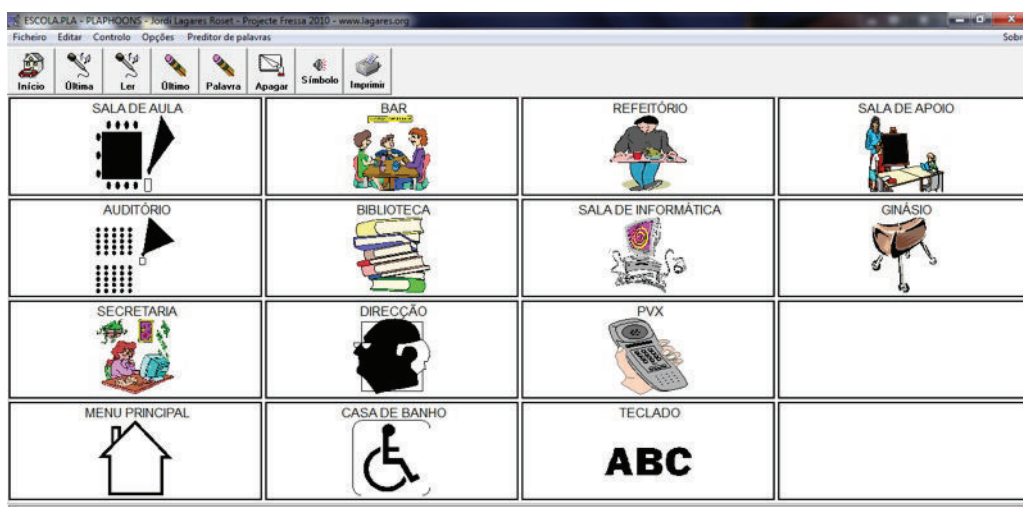 ESCOLA.PLA - PLAPHOONS - Jordi Lagares Roset - Projecte Fressa 2010 - www.lagares.org
Ficheiro Editar Controlo Opções Preditor de palavras Sobr
Início Última Ler Último Palavra Apagar Símbolo Imprimir
SALA DE AULA BAR REFEITÓRIO SALA DE APOIO
AUDITÓRIO BIBLIOTECA SALA DE INFORMÁTICA GINÁSIO
SECRETARIA DIRECÇÃO PVX
MENU PRINCIPAL CASA DE BANHO TECLADO
ABC